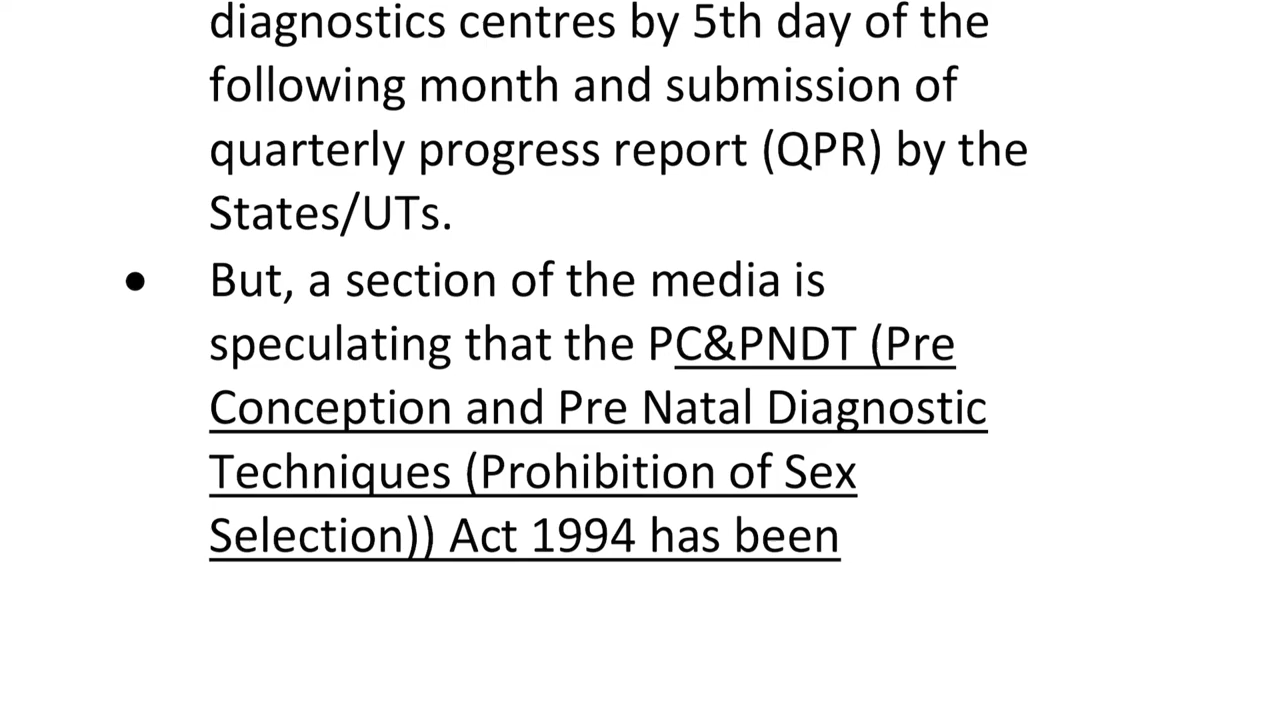 diagnostics centres by 5th day of the
following month and submission of
quarterly progress report (QPR) by the
States/UTs.
• But, a section of the media is
speculating that the PC&PNDT (Pre
Conception and Pre Natal Diagnostic
Techniques (Prohibition of Sex
Selection)) Act 1994 has been